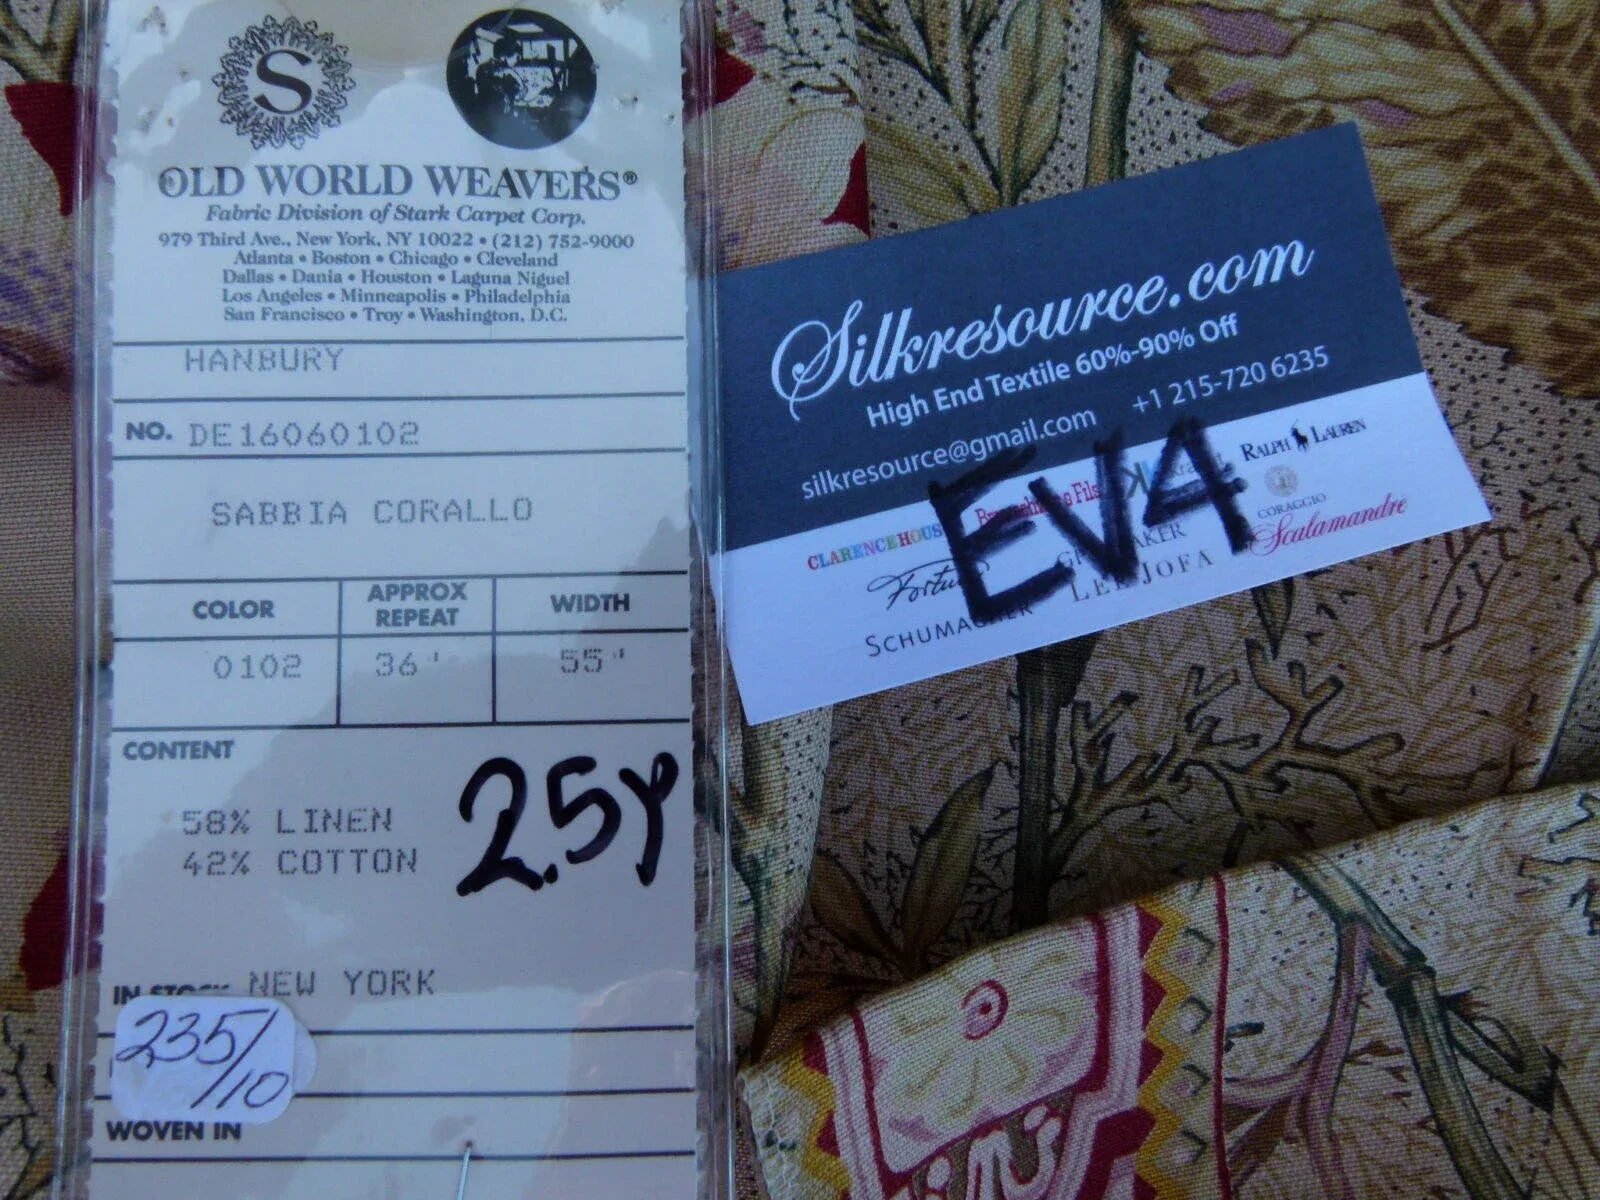 S
OLD WORLD WEAVERS®
Fabric Division of Stark Carpet Corp.
979 Third Ave., New York, NY 10022 • (212) 752-9000
Atlanta • Boston • Chicago • Cleveland
Dallas • Dania • Houston • Laguna Niguel
Los Angeles • Minneapolis • Philadelphia
San Francisco • Troy • Washington, D.C.
HANBURY
NO. DE16060102
SABBIA CORALLO
COLOR APPROX REPEAT WIDTH
0102 36" 55"
CONTENT
58% LINEN
42% COTTON
2.5y
IN STOCK NEW YORK
235/10
WOVEN IN
Silkresource.com
High End Textile 60%-90% Off
silkresource@gmail.com +1 215-720 6235
EV4
RALPH LAUREN
CLARENCE HOUS
& Fils
CORAGGIO
Scalamandre
LEE JOFA
SCHUMACHER